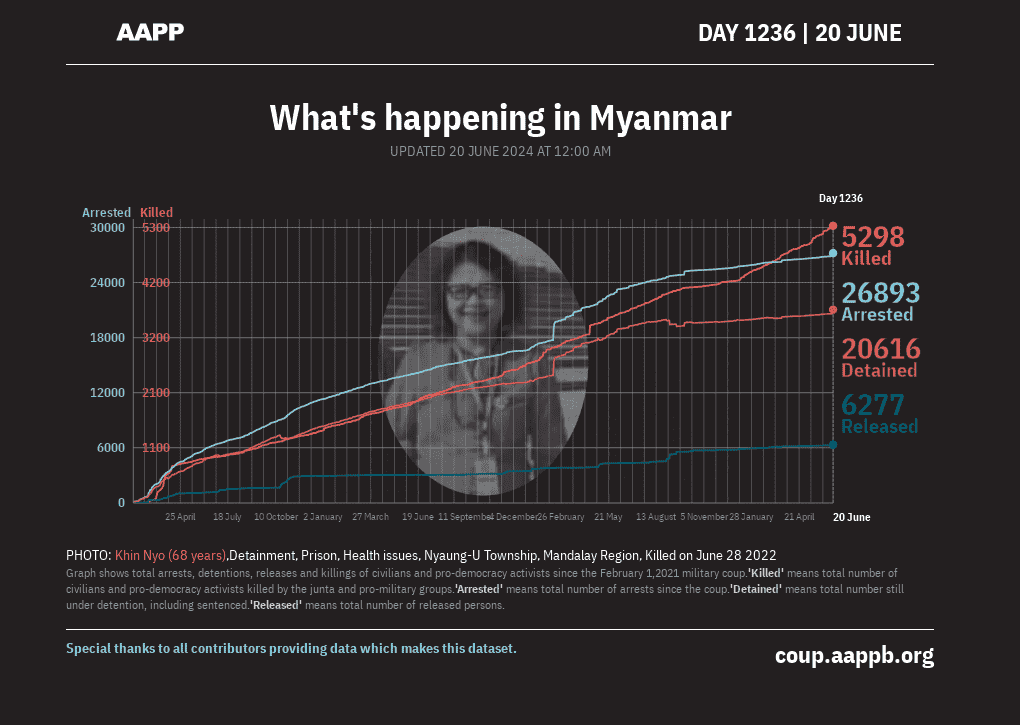 AAPP
DAY 1236 | 20 JUNE
What's happening in Myanmar
UPDATED 20 JUNE 2024 AT 12:00 AM
Day 1236
Arrested Killed
30000 5300
24000 4200
18000 3200
12000 2100
6000 1100
0
5298
Killed
26893
Arrested
20616
Detained
6277
Released
25 April 18 July 10 October 2 January 27 March 19 June 11 September 4 December 26 February 21 May 13 August 5 November 28 January 21 April 20 June
PHOTO: Khin Nyo (68 years),Detainment, Prison, Health issues, Nyaung-U Township, Mandalay Region, Killed on June 28 2022
Graph shows total arrests, detentions, releases and killings of civilians and pro-democracy activists since the February 1,2021 military coup.'Killed' means total number of
civilians and pro-democracy activists killed by the junta and pro-military groups.'Arrested' means total number of arrests since the coup.'Detained' means total number still
under detention, including sentenced.'Released' means total number of released persons.
Special thanks to all contributors providing data which makes this dataset.
coup.aappb.org